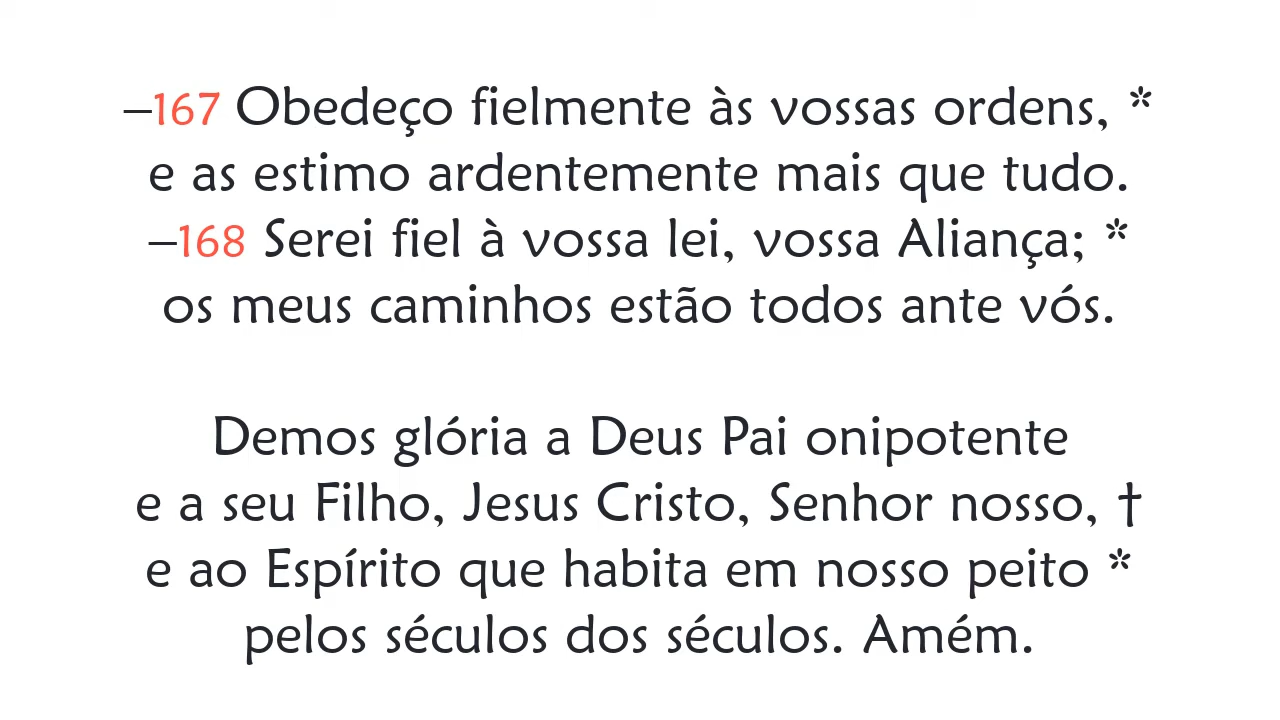 –167 Obedeço fielmente às vossas ordens, *
e as estimo ardentemente mais que tudo.
–168 Serei fiel à vossa lei, vossa Aliança; *
os meus caminhos estão todos ante vós.
Demos glória a Deus Pai onipotente
e a seu Filho, Jesus Cristo, Senhor nosso, †
e ao Espírito que habita em nosso peito *
pelos séculos dos séculos. Amém.